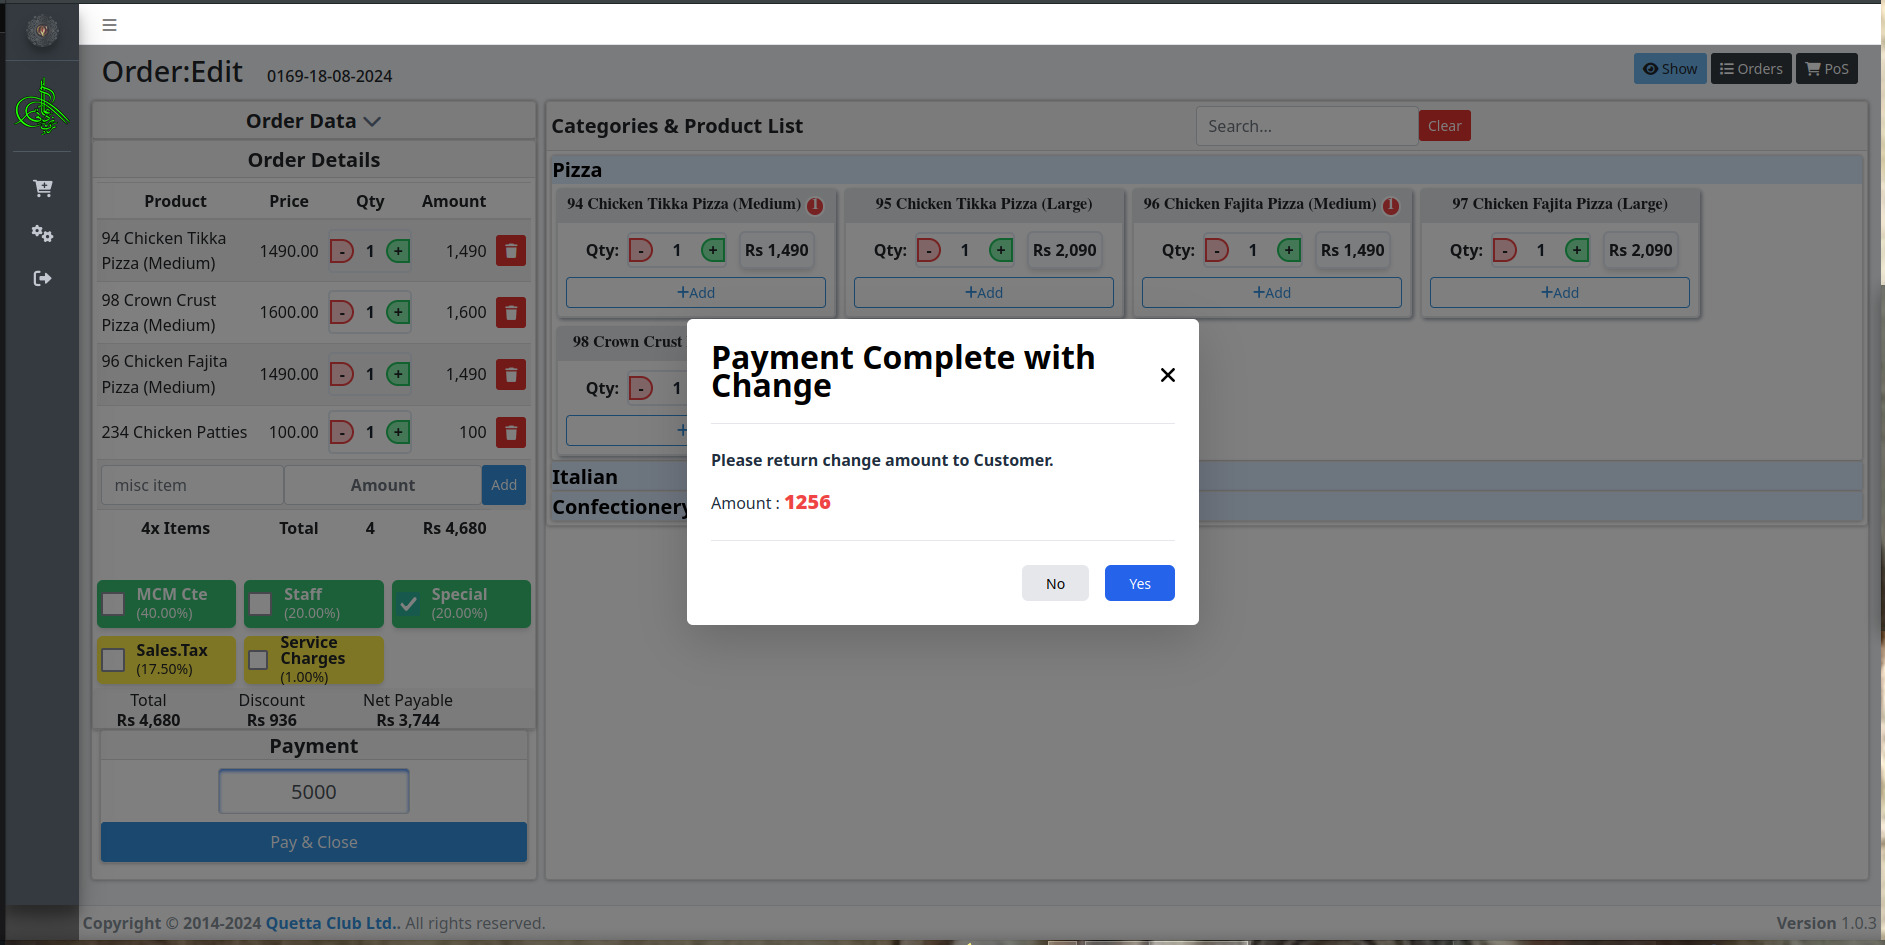 Order:Edit 0169-18-08-2024
Show Orders PoS
Order Data
Order Details
Product Price Qty Amount
94 Chicken Tikka
Pizza (Medium)
1490.00 - 1 + 1,490
98 Crown Crust
Pizza (Medium)
1600.00 - 1 + 1,600
96 Chicken Fajita
Pizza (Medium)
1490.00 - 1 + 1,490
234 Chicken Patties 100.00 - 1 + 100
misc item Amount Add
4x Items Total 4 Rs 4,680
MCM Cte
(40.00%)
Staff
(20.00%)
Special
(20.00%)
Sales.Tax
(17.50%)
Service
Charges
(1.00%)
Total Discount Net Payable
Rs 4,680 Rs 936 Rs 3,744
Payment
5000
Pay & Close
Categories & Product List Search... Clear
Pizza
94 Chicken Tikka Pizza (Medium) 1
Qty: - 1 + Rs 1,490
+Add
95 Chicken Tikka Pizza (Large)
Qty: - 1 + Rs 2,090
+Add
96 Chicken Fajita Pizza (Medium) 1
Qty: - 1 + Rs 1,490
+Add
97 Chicken Fajita Pizza (Large)
Qty: - 1 + Rs 2,090
+Add
98 Crown Crust
Qty: - 1
+
Italian
Confectionery
Payment Complete with
Change
Please return change amount to Customer.
Amount : 1256
No Yes
Copyright © 2014-2024 Quetta Club Ltd.. All rights reserved.
Version 1.0.3